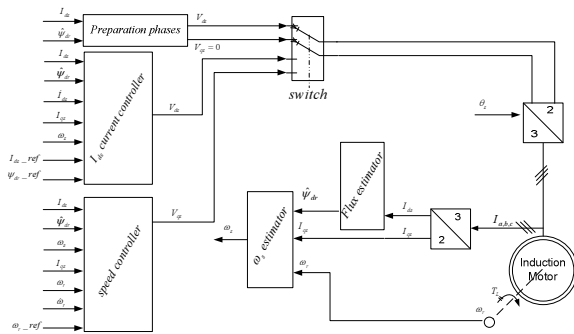 I_ds
ψ̂_dr
Preparation phases
V_ds
V_qs = 0
switch
I_ds
ψ̂_dr
I_ds
I_qs
ω_s
I_ds_ref
ψ_dr_ref
I_ds current controller
V_ds
θ_s
2
3
I_ds
ψ̂_dr
ω_s
I_qs
ω_r
ω_r
ω_r_ref
speed controller
V_qs
ω_s
ω_s estimator
ψ̂_dr
I_qs
ω_r
Flux estimator
I_ds
I_qs
3
2
I_a,b,c
Induction
Motor
ω_r